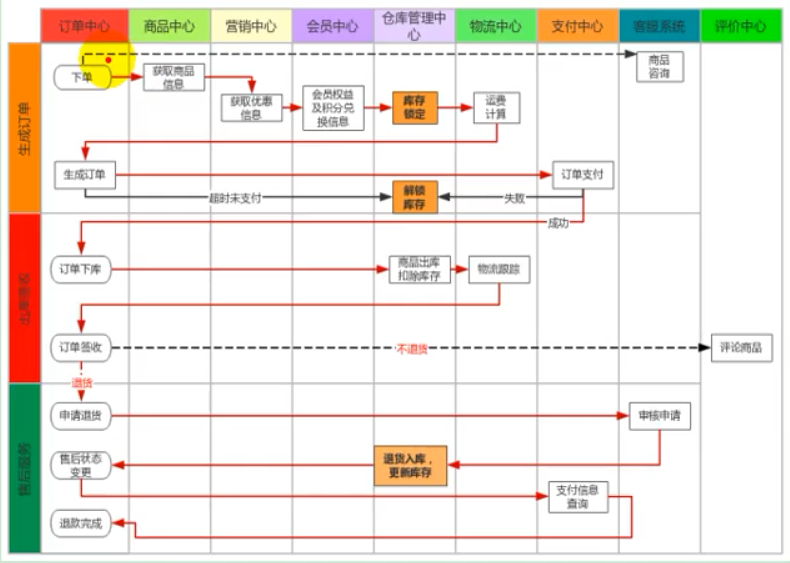 订单中心
商品中心
营销中心
会员中心
仓库管理中
心
物流中心
支付中心
客服系统
评价中心
生成订单
下单
获取商品
信息
获取优惠
信息
会员权益
及积分兑
换信息
库存
锁定
运费
计算
商品
咨询
生成订单
订单支付
超时未支付
解锁
库存
失败
成功
订单下库
商品出库
扣除库存
物流跟踪
订单签收
不退货
评论商品
退货
售后服务
申请退货
审核申请
售后状态
变更
退货入库，
更新库存
支付信息
查询
退款完成